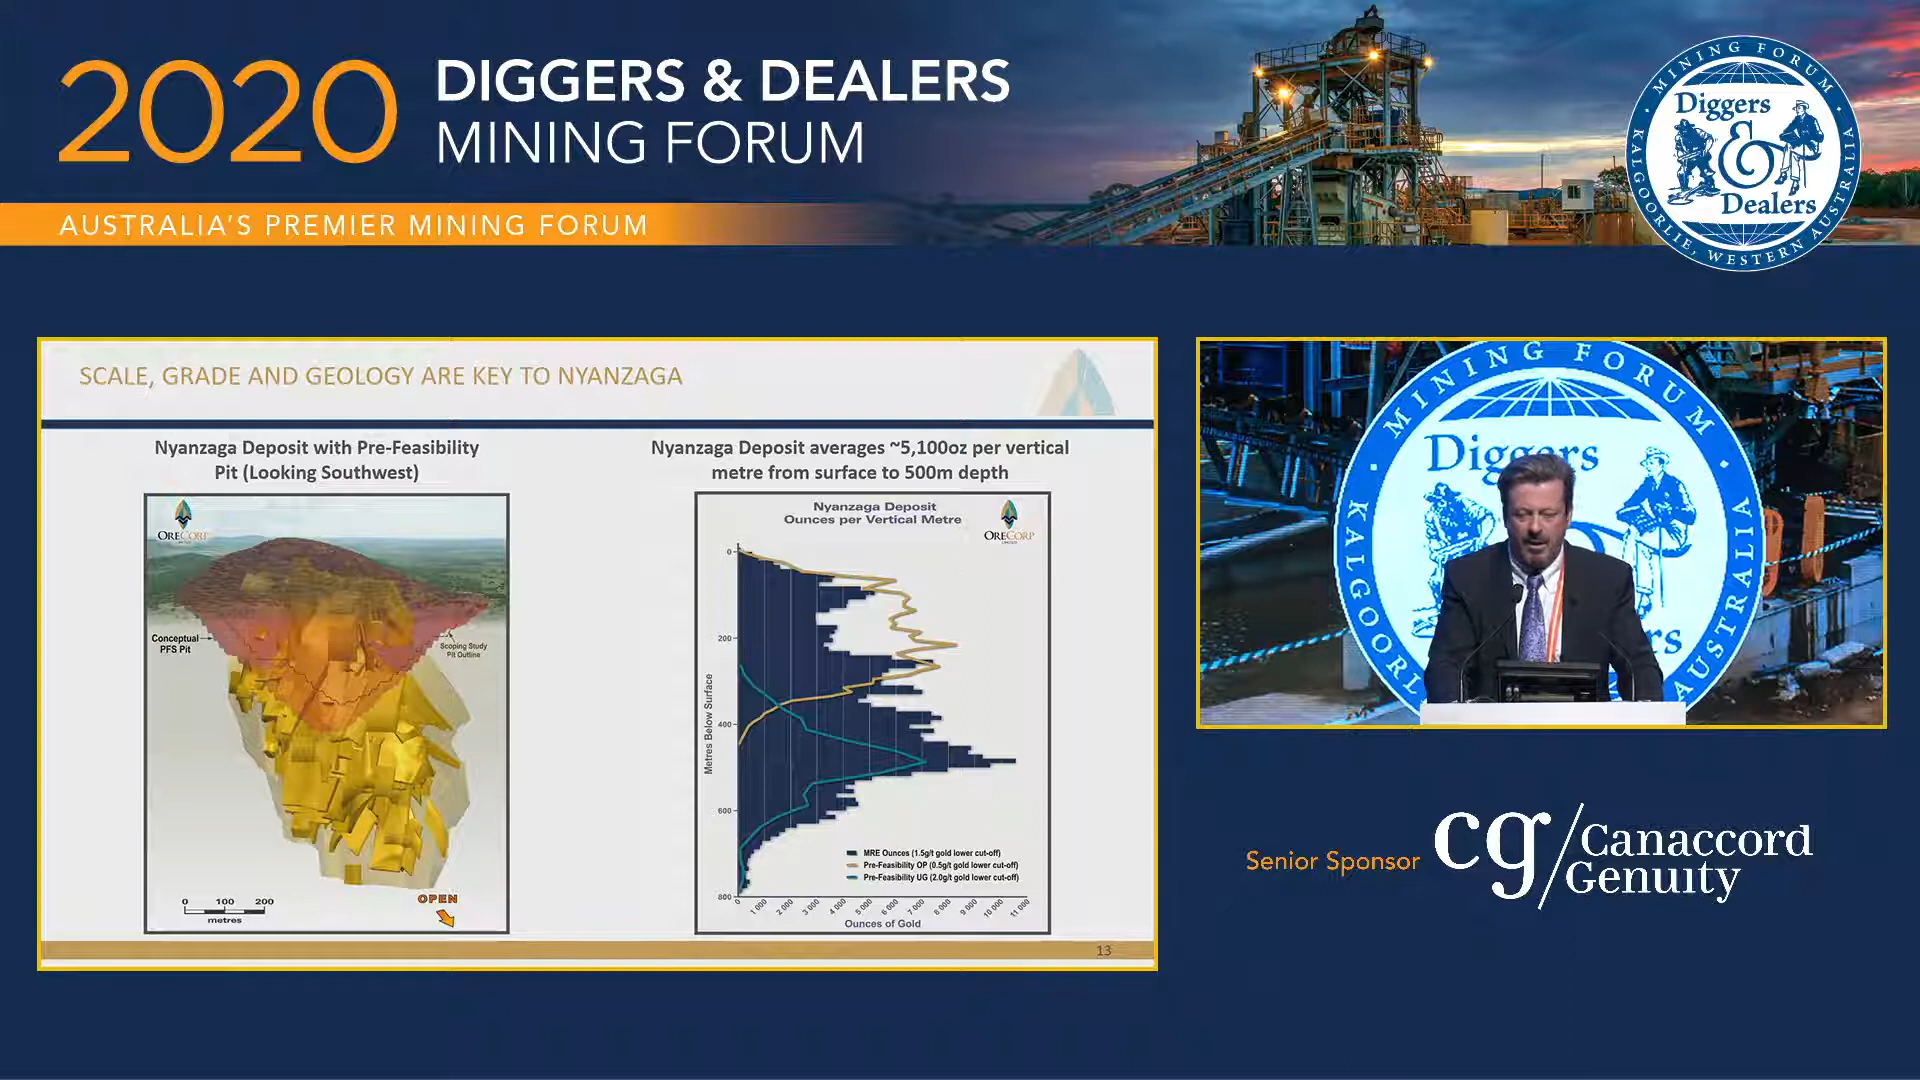 2020
DIGGERS & DEALERS
MINING FORUM
AUSTRALIA'S PREMIER MINING FORUM
MINING FORUM
Diggers
&
Dealers
KALGOORLIE, WESTERN AUSTRALIA
SCALE, GRADE AND GEOLOGY ARE KEY TO NYANZAGA
Nyanzaga Deposit with Pre-Feasibility
Pit (Looking Southwest)
ORECORP
Conceptual
PFS Pit
Scoping Study
Pit Outline
0 100 200
metres
OPEN
Nyanzaga Deposit averages ~5,100oz per vertical
metre from surface to 500m depth
Nyanzaga Deposit
Ounces per Vertical Metre
ORECORP
Metres Below Surface
0
200
400
600
800
MRE Ounces (1.5g/t gold lower cut-off)
Pre-Feasibility OP (0.5g/t gold lower cut-off)
Pre-Feasibility UG (2.0g/t gold lower cut-off)
0 1 000 2 000 3 000 4 000 5 000 6 000 7 000 8 000 9 000 10 000 11 000
Ounces of Gold
13
MINING FORUM
Diggers
rs
KALGOORL
AUSTRALIA
Senior Sponsor
cg/Canaccord
Genuity